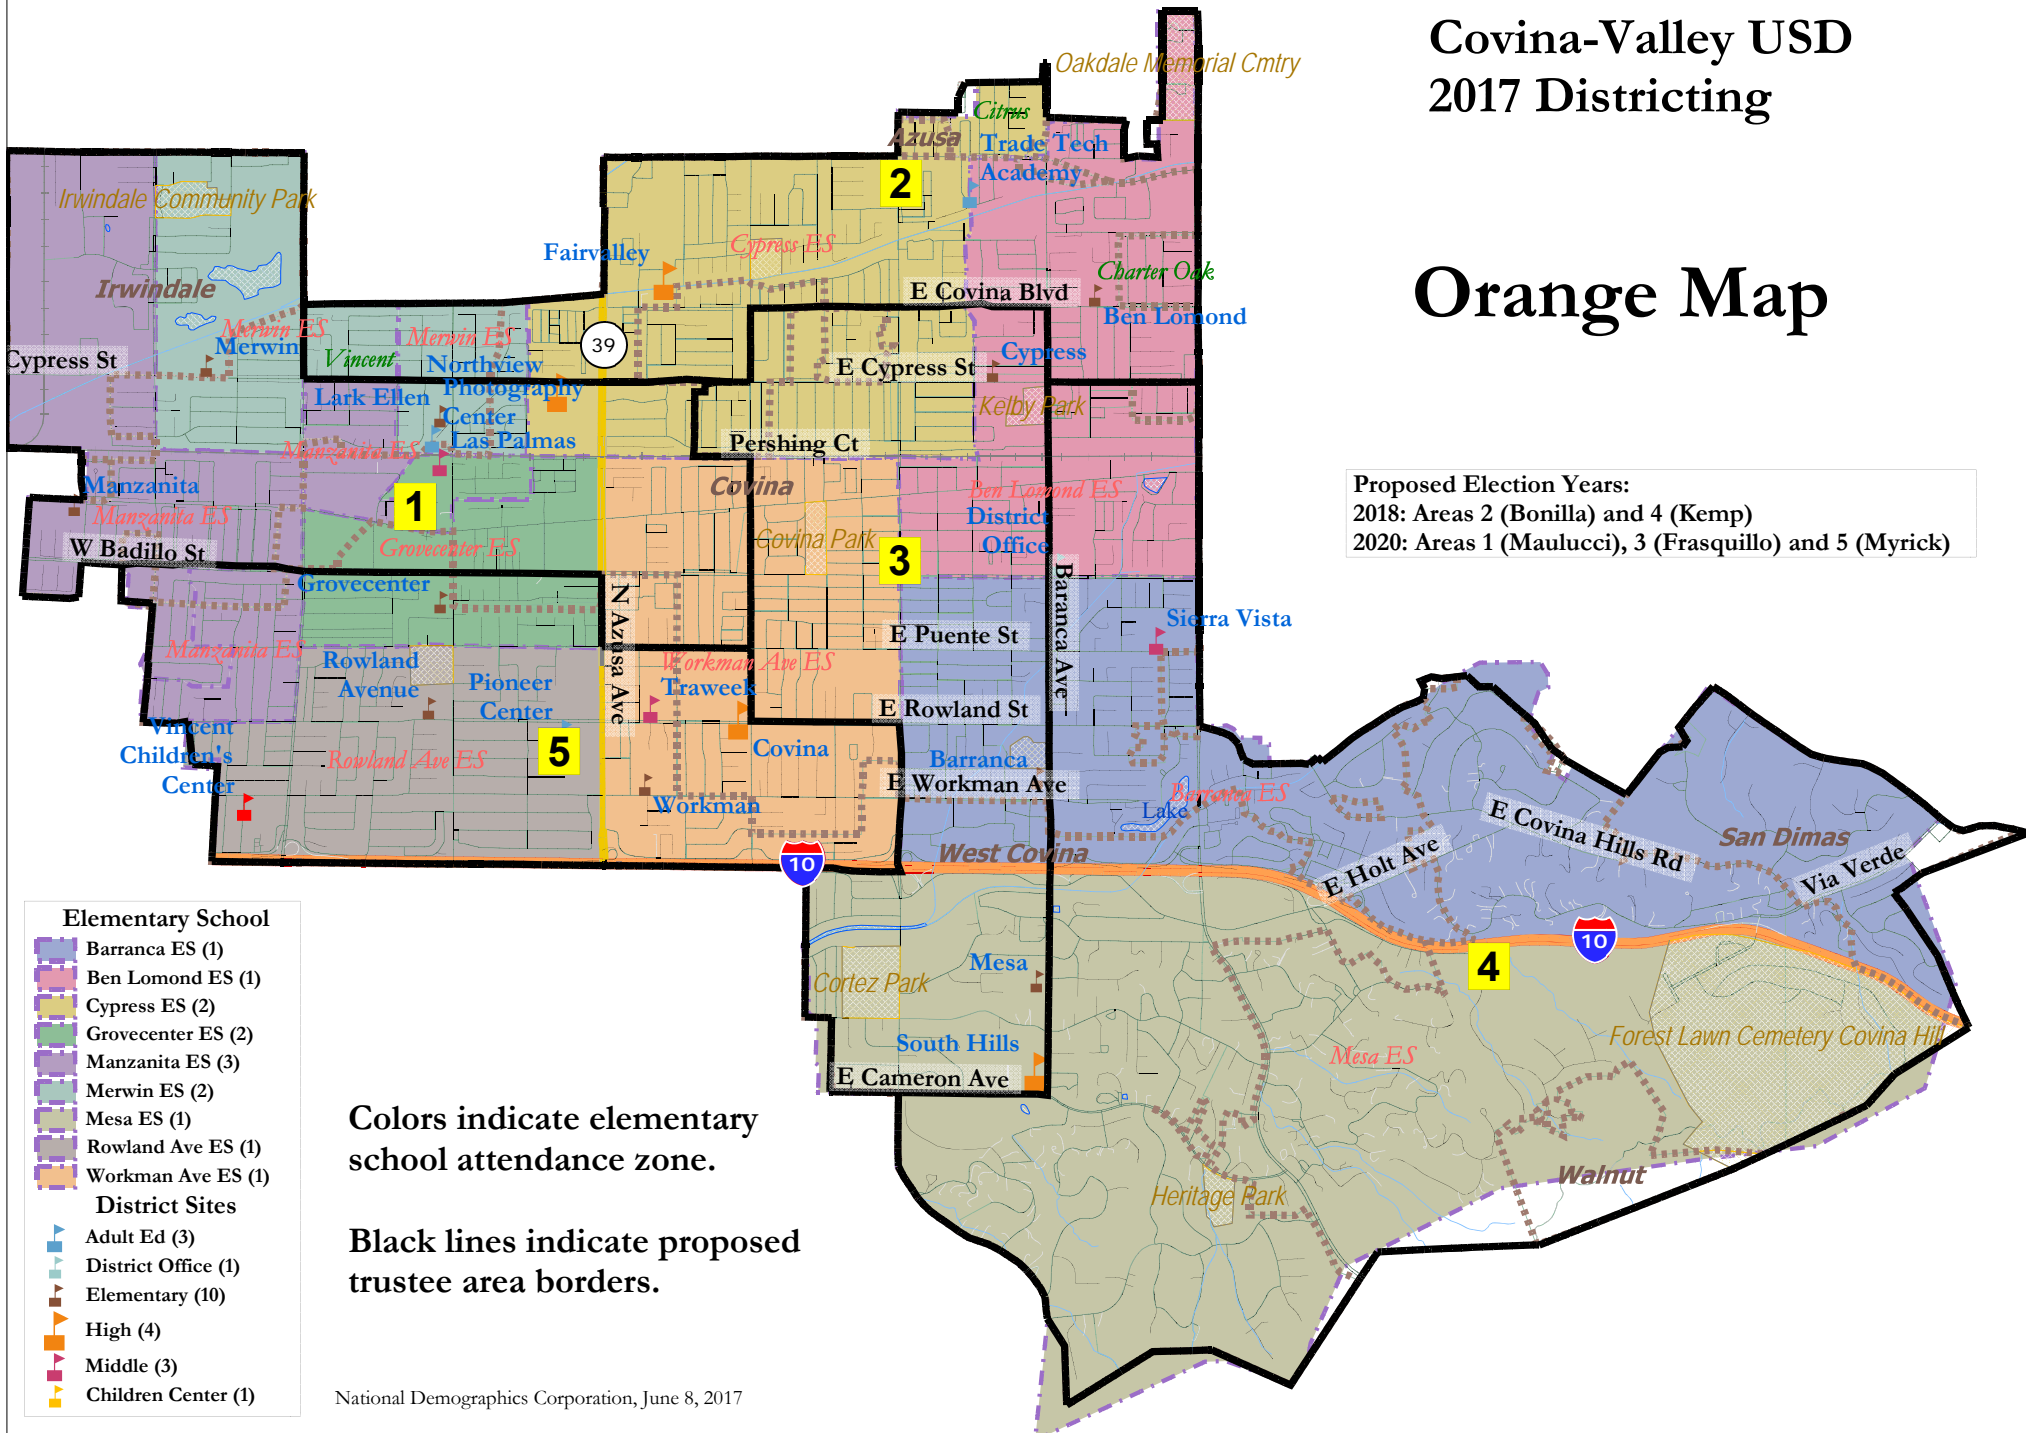 Covina-Valley USD
2017 Districting
Orange Map
Proposed Election Years:
2018: Areas 2 (Bonilla) and 4 (Kemp)
2020: Areas 1 (Maulucci), 3 (Frasquillo) and 5 (Myrick)
Oakdale Memorial Cmtry
Citrus
Azusa
Trade Tech
Academy
2
Irwindale Community Park
Fairvalley
Cypress ES
Charter Oak
Irwindale
E Covina Blvd
Ben Lomond
Merwin ES
Merwin
Merwin ES
Vincent
39
Cypress St
Northview
Cypress
E Cypress St
Lark Ellen
Photography
Center
Kelby Park
Las Palmas
Pershing Ct
Manzanita ES
Manzanita
Covina
Ben Lomond ES
1
Manzanita ES
District
Office
W Badillo St
Grovecenter ES
Covina Park
3
Grovecenter
N Azusa Ave
Baranca Ave
Sierra Vista
E Puente St
Manzanita ES
Rowland
Avenue
Pioneer
Center
Workman Ave ES
Traweek
E Rowland St
Vincent
Children's
Center
5
Rowland Ave ES
Covina
Barranca
E Workman Ave
Workman
Barranca ES
Lake
E Covina Hills Rd
San Dimas
West Covina
E Holt Ave
Via Verde
10
10
4
Mesa
Cortez Park
South Hills
Mesa ES
Forest Lawn Cemetery Covina Hill
E Cameron Ave
Walnut
Heritage Park
Elementary School
Barranca ES (1)
Ben Lomond ES (1)
Cypress ES (2)
Grovecenter ES (2)
Manzanita ES (3)
Merwin ES (2)
Mesa ES (1)
Rowland Ave ES (1)
Workman Ave ES (1)
District Sites
Adult Ed (3)
District Office (1)
Elementary (10)
High (4)
Middle (3)
Children Center (1)
Colors indicate elementary
school attendance zone.
Black lines indicate proposed
trustee area borders.
National Demographics Corporation, June 8, 2017